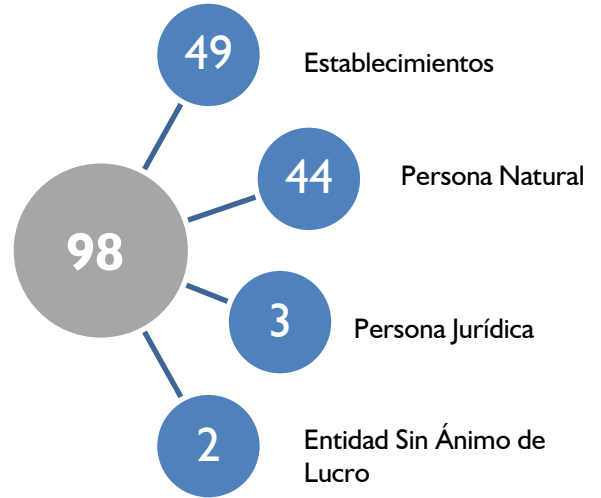 49
Establecimientos
44
Persona Natural
98
3
Persona Jurídica
2
Entidad Sin Ánimo de
Lucro